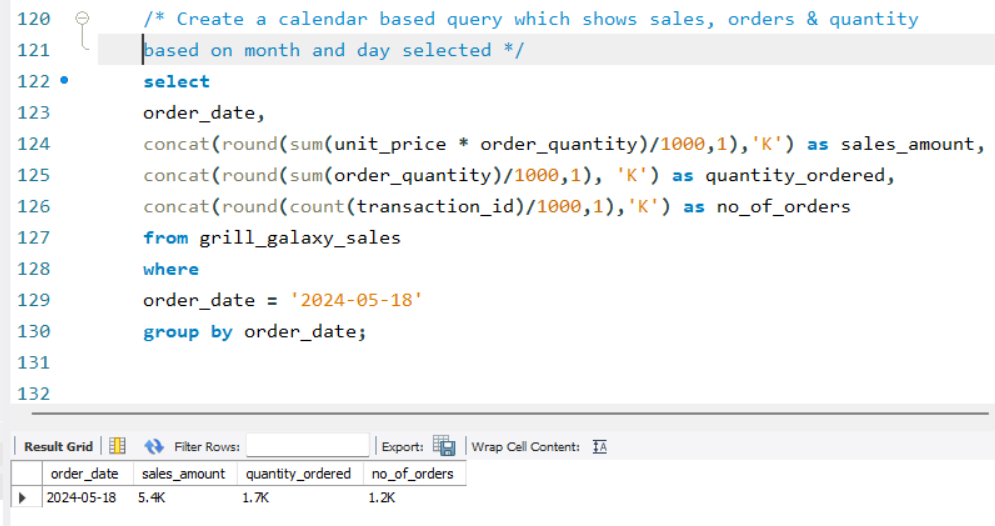 120 /* Create a calendar based query which shows sales, orders & quantity
121 based on month and day selected */
122 select
123 order_date,
124 concat(round(sum(unit_price * order_quantity)/1000,1),'K') as sales_amount,
125 concat(round(sum(order_quantity)/1000,1), 'K') as quantity_ordered,
126 concat(round(count(transaction_id)/1000,1),'K') as no_of_orders
127 from grill_galaxy_sales
128 where
129 order_date = '2024-05-18'
130 group by order_date;
131
132
Result Grid Filter Rows: Export: Wrap Cell Content: IA
order_date sales_amount quantity_ordered no_of_orders
2024-05-18 5.4K 1.7K 1.2K